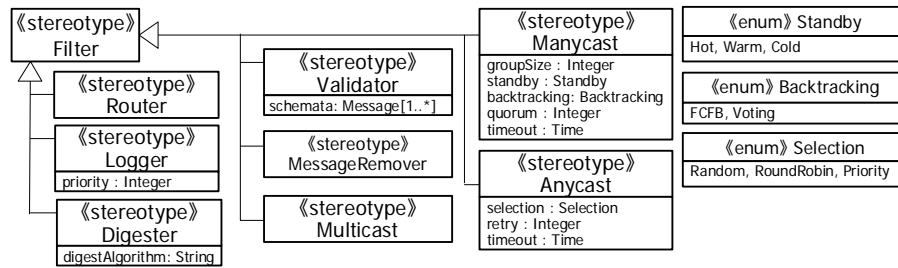 《stereotype》
Filter
《stereotype》
Router
《stereotype》
Logger
priority : Integer
《stereotype》
Digester
digestAlgorithm: String
《stereotype》
Validator
schemata: Message[1..*]
《stereotype》
MessageRemover
《stereotype》
Multicast
《stereotype》
Manycast
groupSize : Integer
standby : Standby
backtracking: Backtracking
quorum : Integer
timeout : Time
《stereotype》
Anycast
selection : Selection
retry : Integer
timeout : Time
《enum》 Standby
Hot, Warm, Cold
《enum》 Backtracking
FCFB, Voting
《enum》 Selection
Random, RoundRobin, Priority